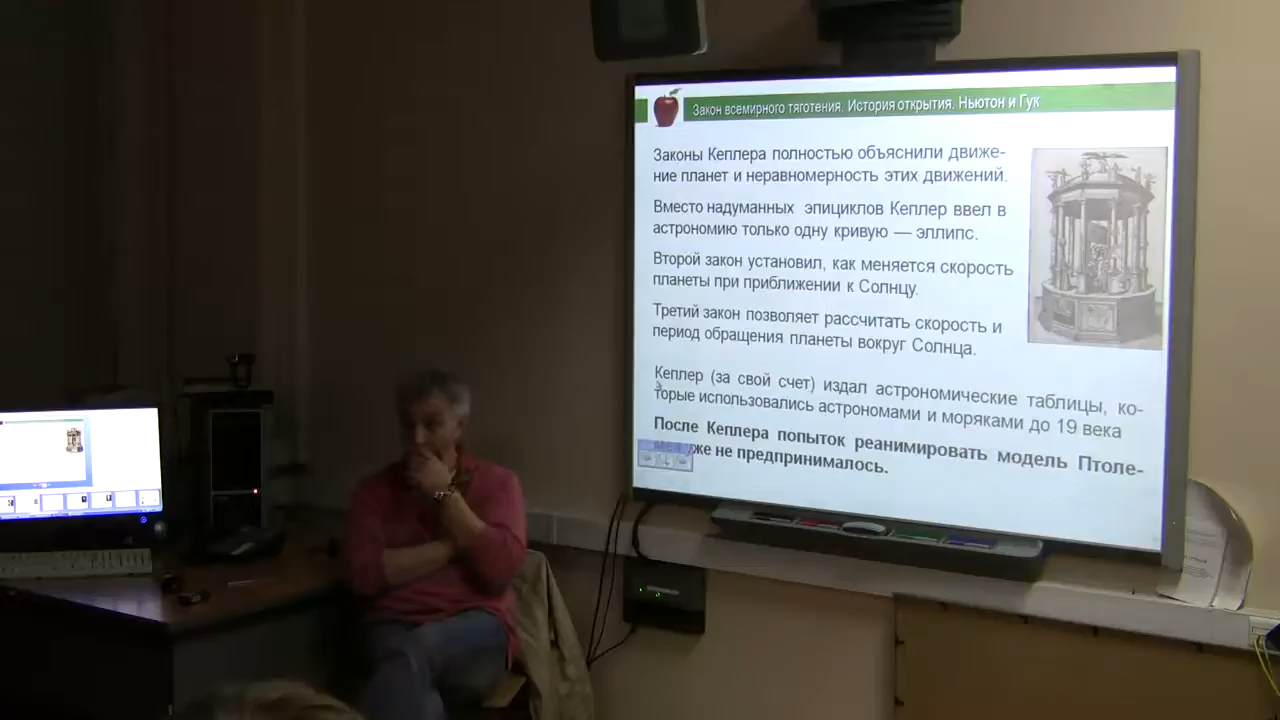 Закон всемирного тяготения. История открытия. Ньютон и Гук
Законы Кеплера полностью объяснили движе-
ние планет и неравномерность этих движений.
Вместо надуманных эпициклов Кеплер ввел в
астрономию только одну кривую — эллипс.
Второй закон установил, как меняется скорость
планеты при приближении к Солнцу.
Третий закон позволяет рассчитать скорость и
период обращения планеты вокруг Солнца.
Кеплер (за свой счет) издал астрономические таблицы, ко-
торые использовались астрономами и моряками до 19 века
После Кеплера попыток реанимировать модель Птоле-
мея уже не предпринималось.